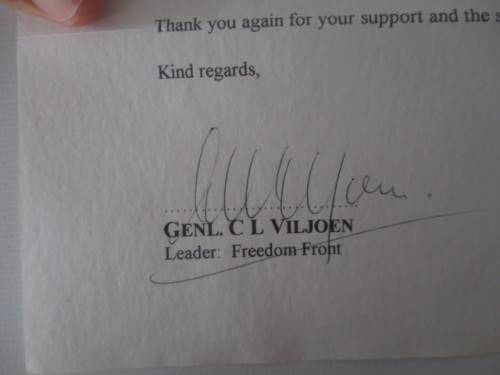 Thank you again for your support and the s
Kind regards,
GENL. C L VILJOEN
Leader: Freedom Front